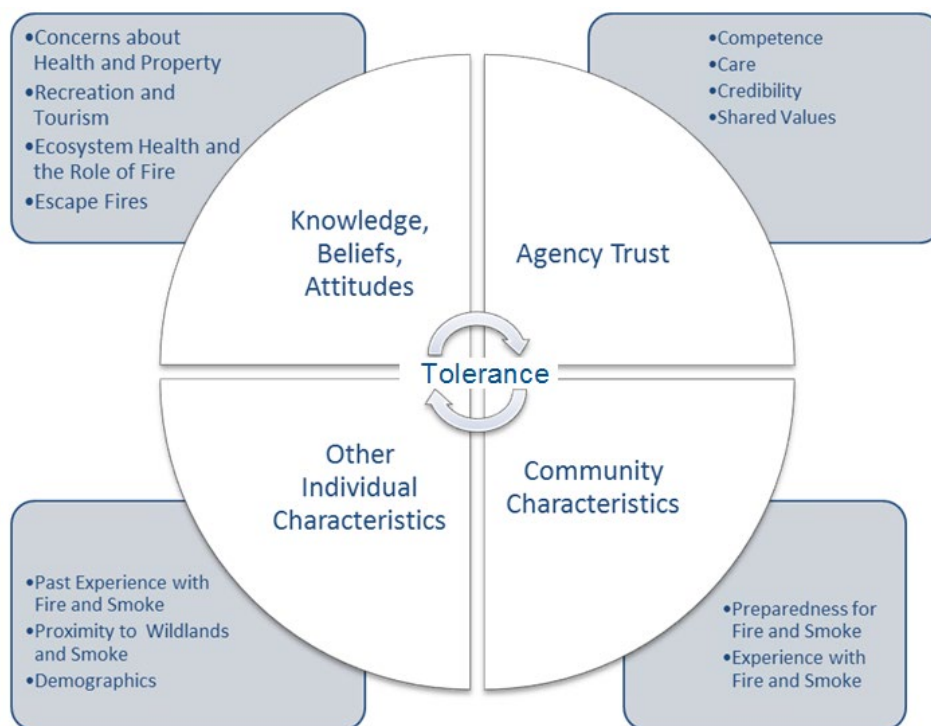 •Concerns about
Health and Property
•Recreation and
Tourism
•Ecosystem Health and
the Role of Fire
•Escape Fires
•Competence
•Care
•Credibility
•Shared Values
Knowledge,
Beliefs,
Attitudes
Agency Trust
Tolerance
Other
Individual
Characteristics
Community
Characteristics
•Past Experience with
Fire and Smoke
•Proximity to Wildlands
and Smoke
•Demographics
•Preparedness for
Fire and Smoke
•Experience with
Fire and Smoke